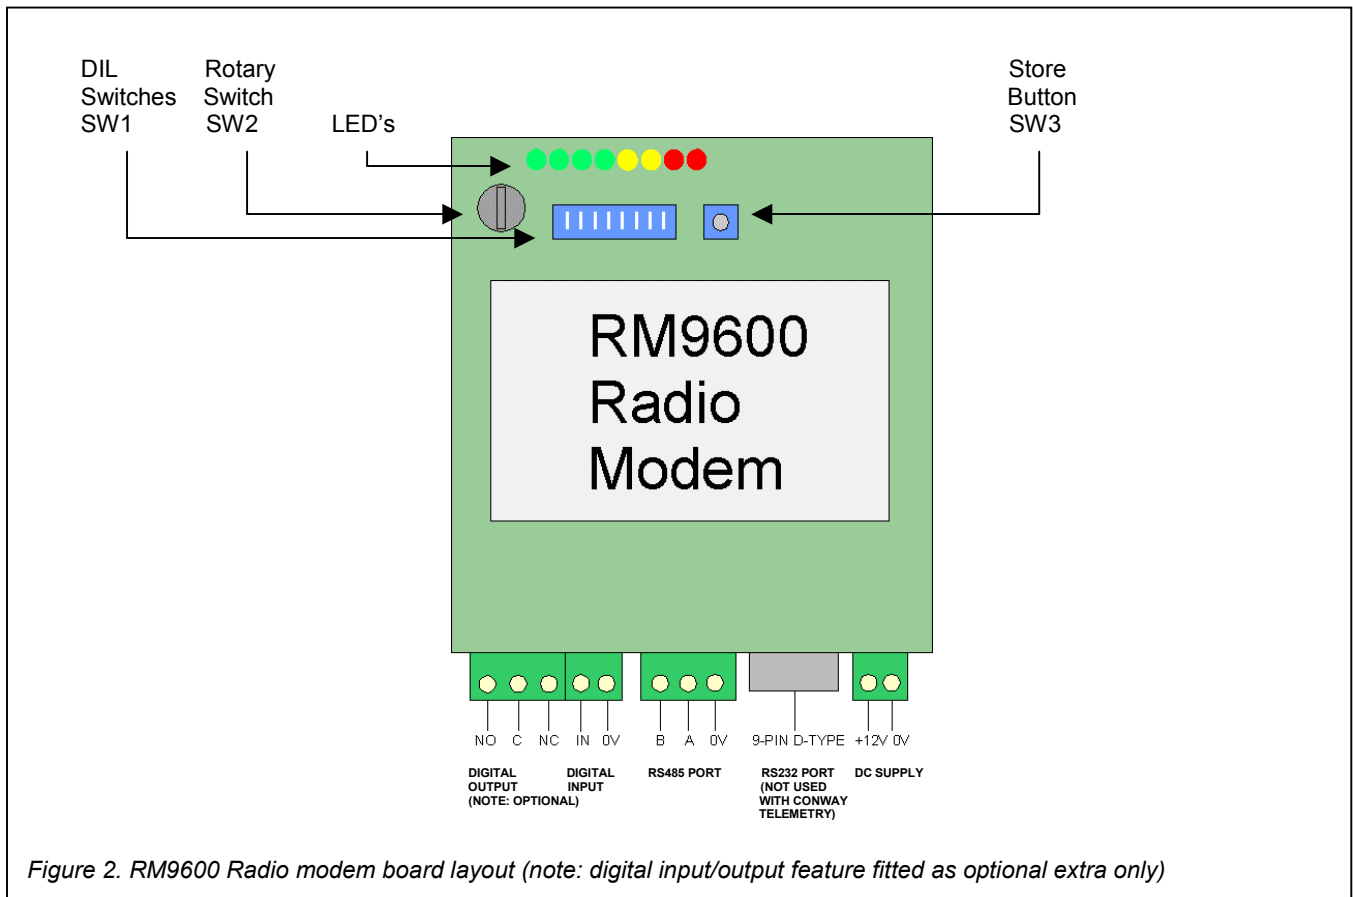 DIL Switches SW1
Rotary Switch SW2
LED's
Store Button SW3
RM9600
Radio
Modem
NO C NC IN 0V B A 0V 9-PIN D-TYPE +12V 0V
DIGITAL OUTPUT (NOTE: OPTIONAL)
DIGITAL INPUT
RS485 PORT
RS232 PORT (NOT USED WITH CONWAY TELEMETRY)
DC SUPPLY
Figure 2. RM9600 Radio modem board layout (note: digital input/output feature fitted as optional extra only)